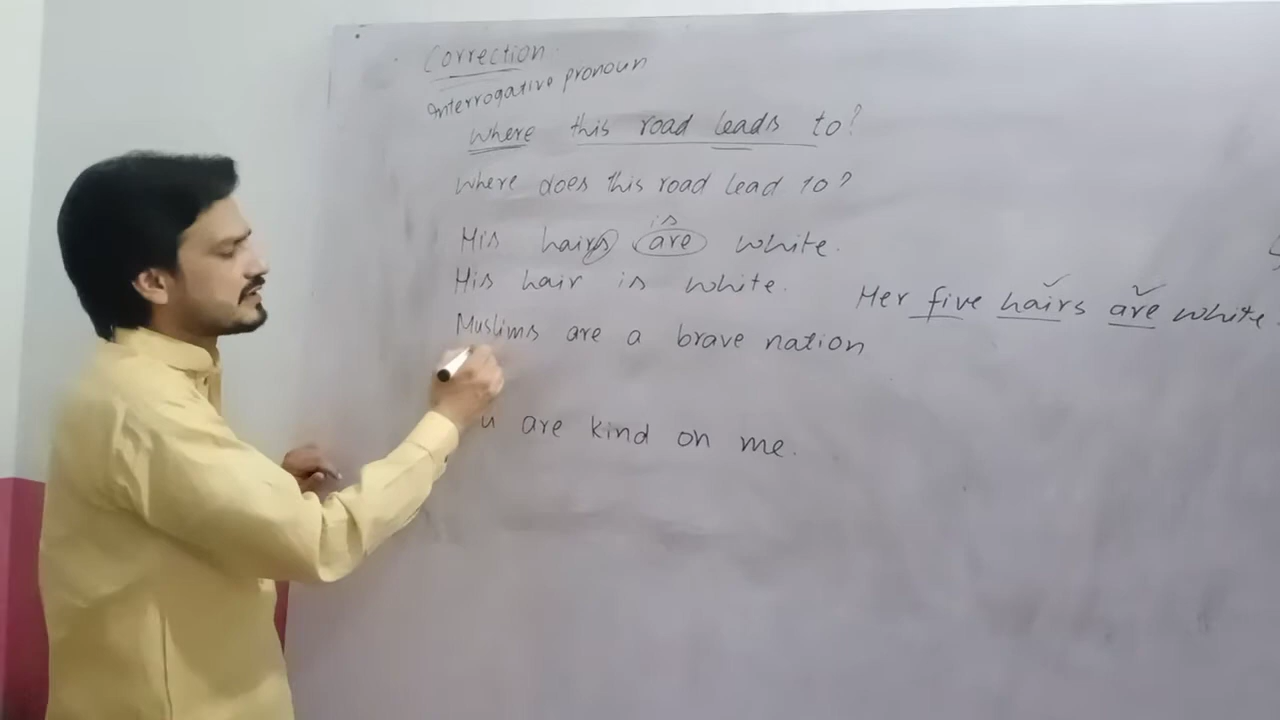 Correction
Interrogative pronoun
Where this road leads to?
Where does this road lead to?
is
His hairs are white.
His hair is white.
Her five hairs are white.
Muslims are a brave nation
u are kind on me.